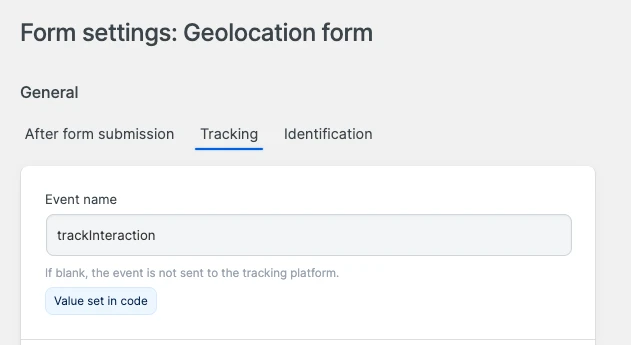 Form settings: Geolocation form
General
After form submission Tracking Identification
Event name
trackInteraction
If blank, the event is not sent to the tracking platform.
Value set in code